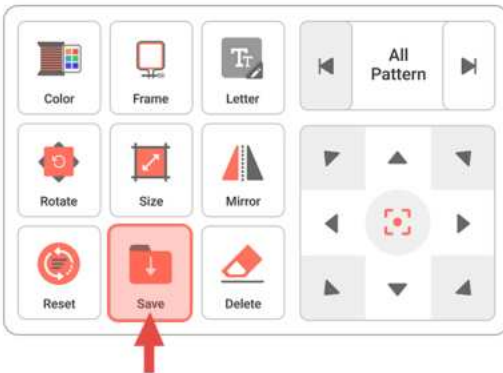 Color
Frame
Letter
All
Pattern
Rotate
Size
Mirror
Reset
Save
Delete